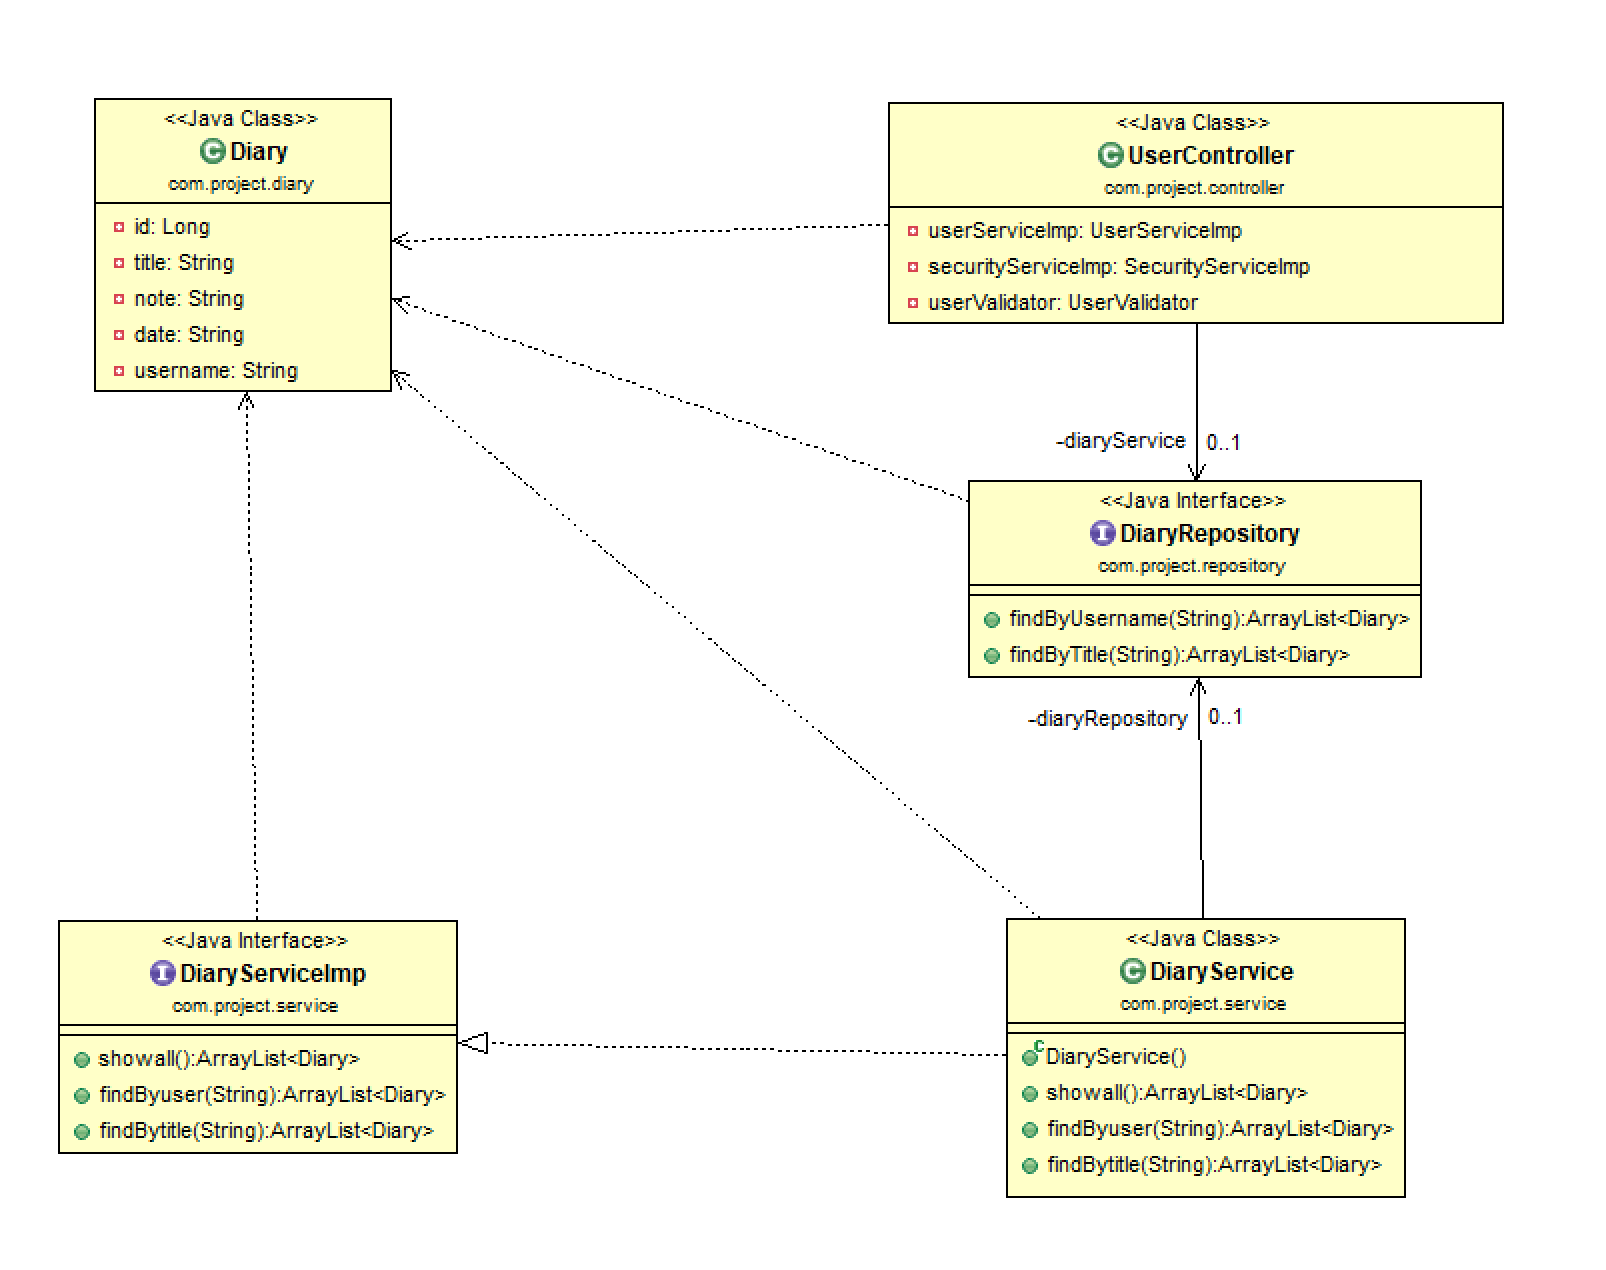 <<Java Class>>
Diary
com.project.diary
id: Long
title: String
note: String
date: String
username: String
<<Java Class>>
UserController
com.project.controller
userServiceImp: UserServiceImp
securityServiceImp: SecurityServiceImp
userValidator: UserValidator
-diaryService 0..1
<<Java Interface>>
DiaryRepository
com.project.repository
findByUsername(String):ArrayList<Diary>
findByTitle(String):ArrayList<Diary>
-diaryRepository 0..1
<<Java Interface>>
DiaryServiceImp
com.project.service
showall():ArrayList<Diary>
findByuser(String):ArrayList<Diary>
findBytitle(String):ArrayList<Diary>
<<Java Class>>
DiaryService
com.project.service
DiaryService()
showall():ArrayList<Diary>
findByuser(String):ArrayList<Diary>
findBytitle(String):ArrayList<Diary>